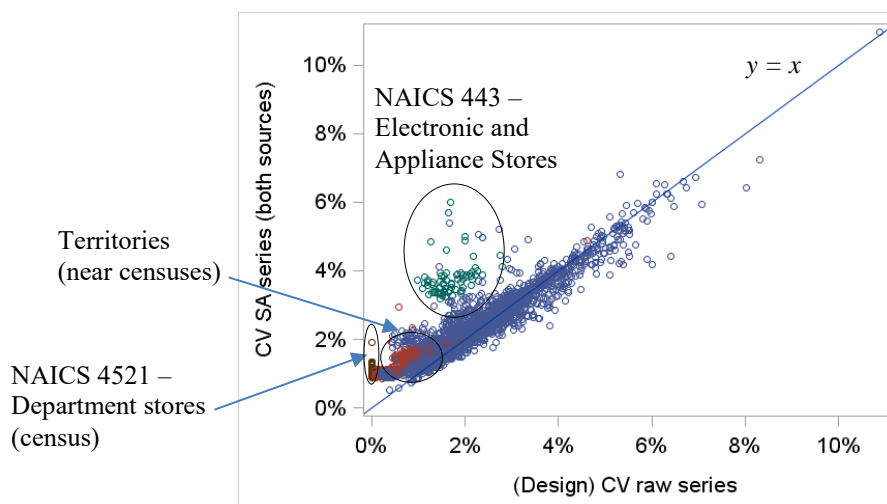 y = x
NAICS 443 –
Electronic and
Appliance Stores
Territories
(near censuses)
NAICS 4521 –
Department stores
(census)
CV SA series (both sources)
10%
8%
6%
4%
2%
0%
0%
2%
4%
6%
8%
10%
(Design) CV raw series